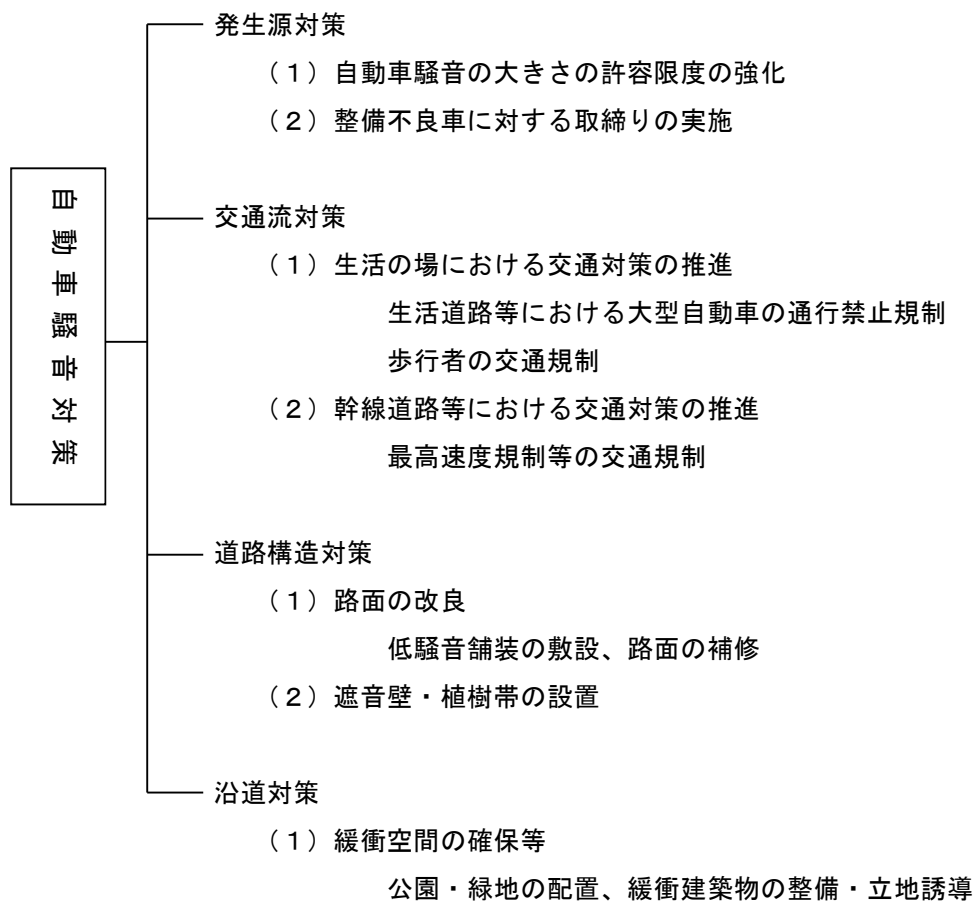 自動車騒音対策
発生源対策
（１）自動車騒音の大きさの許容限度の強化
（２）整備不良車に対する取締りの実施
交通流対策
（１）生活の場における交通対策の推進
生活道路等における大型自動車の通行禁止規制
歩行者の交通規制
（２）幹線道路等における交通対策の推進
最高速度規制等の交通規制
道路構造対策
（１）路面の改良
低騒音舗装の敷設、路面の補修
（２）遮音壁・植樹帯の設置
沿道対策
（１）緩衝空間の確保等
公園・緑地の配置、緩衝建築物の整備・立地誘導